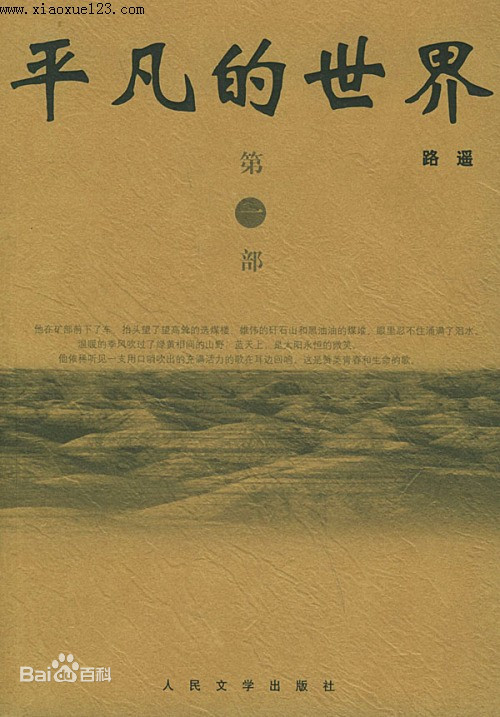 www.xiaoxue123.com
平凡的世界
路遥
第
一
部
他在矿部前下了车，抬头望了望高耸的选煤楼、雄伟的矸石山和黑油油的煤堆，眼里忍不住涌满了泪水。
温暖的季风吹过了绿黄相间的山野；蓝天上，是太阳永恒的微笑。
他依稀听见一支用口哨吹出的充满活力的歌在耳边回响。这是赞美青春和生命的歌。
Bai 百科
人民文学出版社